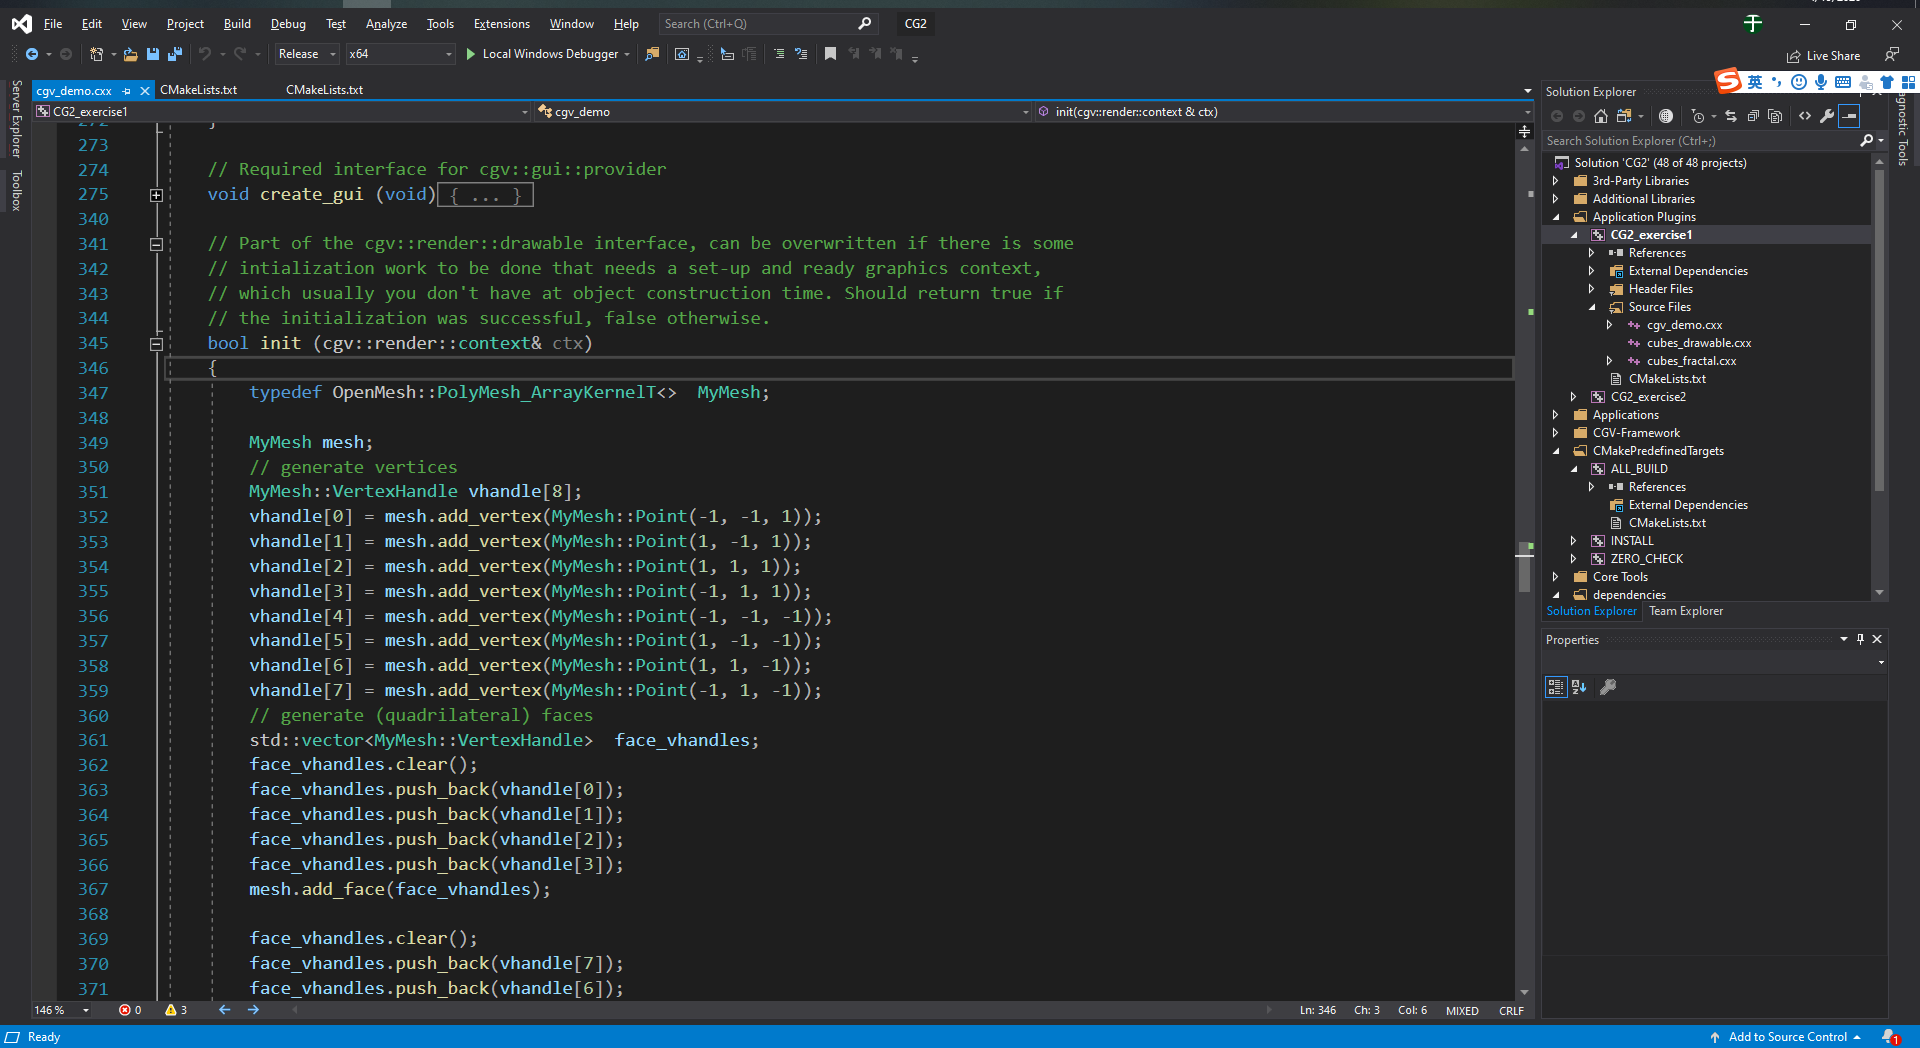 File Edit View Project Build Debug Test Analyze Tools Extensions Window Help Search (Ctrl+Q) CG2
Release x64 Local Windows Debugger Live Share
Server Explorer
Toolbox
cgv_demo.cxx CMakeLists.txt CMakeLists.txt
CG2_exercise1 cgv_demo init(cgv::render::context & ctx)
272 }
273
274 // Required interface for cgv::gui::provider
275 void create_gui (void){ ... }
340
341 // Part of the cgv::render::drawable interface, can be overwritten if there is some
342 // intialization work to be done that needs a set-up and ready graphics context,
343 // which usually you don't have at object construction time. Should return true if
344 // the initialization was successful, false otherwise.
345 bool init (cgv::render::context& ctx)
346 {
347 typedef OpenMesh::PolyMesh_ArrayKernelT<>  MyMesh;
348
349 MyMesh mesh;
350 // generate vertices
351 MyMesh::VertexHandle vhandle[8];
352 vhandle[0] = mesh.add_vertex(MyMesh::Point(-1, -1, 1));
353 vhandle[1] = mesh.add_vertex(MyMesh::Point(1, -1, 1));
354 vhandle[2] = mesh.add_vertex(MyMesh::Point(1, 1, 1));
355 vhandle[3] = mesh.add_vertex(MyMesh::Point(-1, 1, 1));
356 vhandle[4] = mesh.add_vertex(MyMesh::Point(-1, -1, -1));
357 vhandle[5] = mesh.add_vertex(MyMesh::Point(1, -1, -1));
358 vhandle[6] = mesh.add_vertex(MyMesh::Point(1, 1, -1));
359 vhandle[7] = mesh.add_vertex(MyMesh::Point(-1, 1, -1));
360 // generate (quadrilateral) faces
361 std::vector<MyMesh::VertexHandle>  face_vhandles;
362 face_vhandles.clear();
363 face_vhandles.push_back(vhandle[0]);
364 face_vhandles.push_back(vhandle[1]);
365 face_vhandles.push_back(vhandle[2]);
366 face_vhandles.push_back(vhandle[3]);
367 mesh.add_face(face_vhandles);
368
369 face_vhandles.clear();
370 face_vhandles.push_back(vhandle[7]);
371 face_vhandles.push_back(vhandle[6]);
146 % 0 3 Ln: 346 Ch: 3 Col: 6 MIXED CRLF
英
Solution Explorer
Search Solution Explorer (Ctrl+;)
Solution 'CG2' (48 of 48 projects)
3rd-Party Libraries
Additional Libraries
Application Plugins
CG2_exercise1
References
External Dependencies
Header Files
Source Files
cgv_demo.cxx
cubes_drawable.cxx
cubes_fractal.cxx
CMakeLists.txt
CG2_exercise2
Applications
CGV-Framework
CMakePredefinedTargets
ALL_BUILD
References
External Dependencies
CMakeLists.txt
INSTALL
ZERO_CHECK
Core Tools
dependencies
Solution Explorer Team Explorer
Properties
Tools
Ready Add to Source Control 1